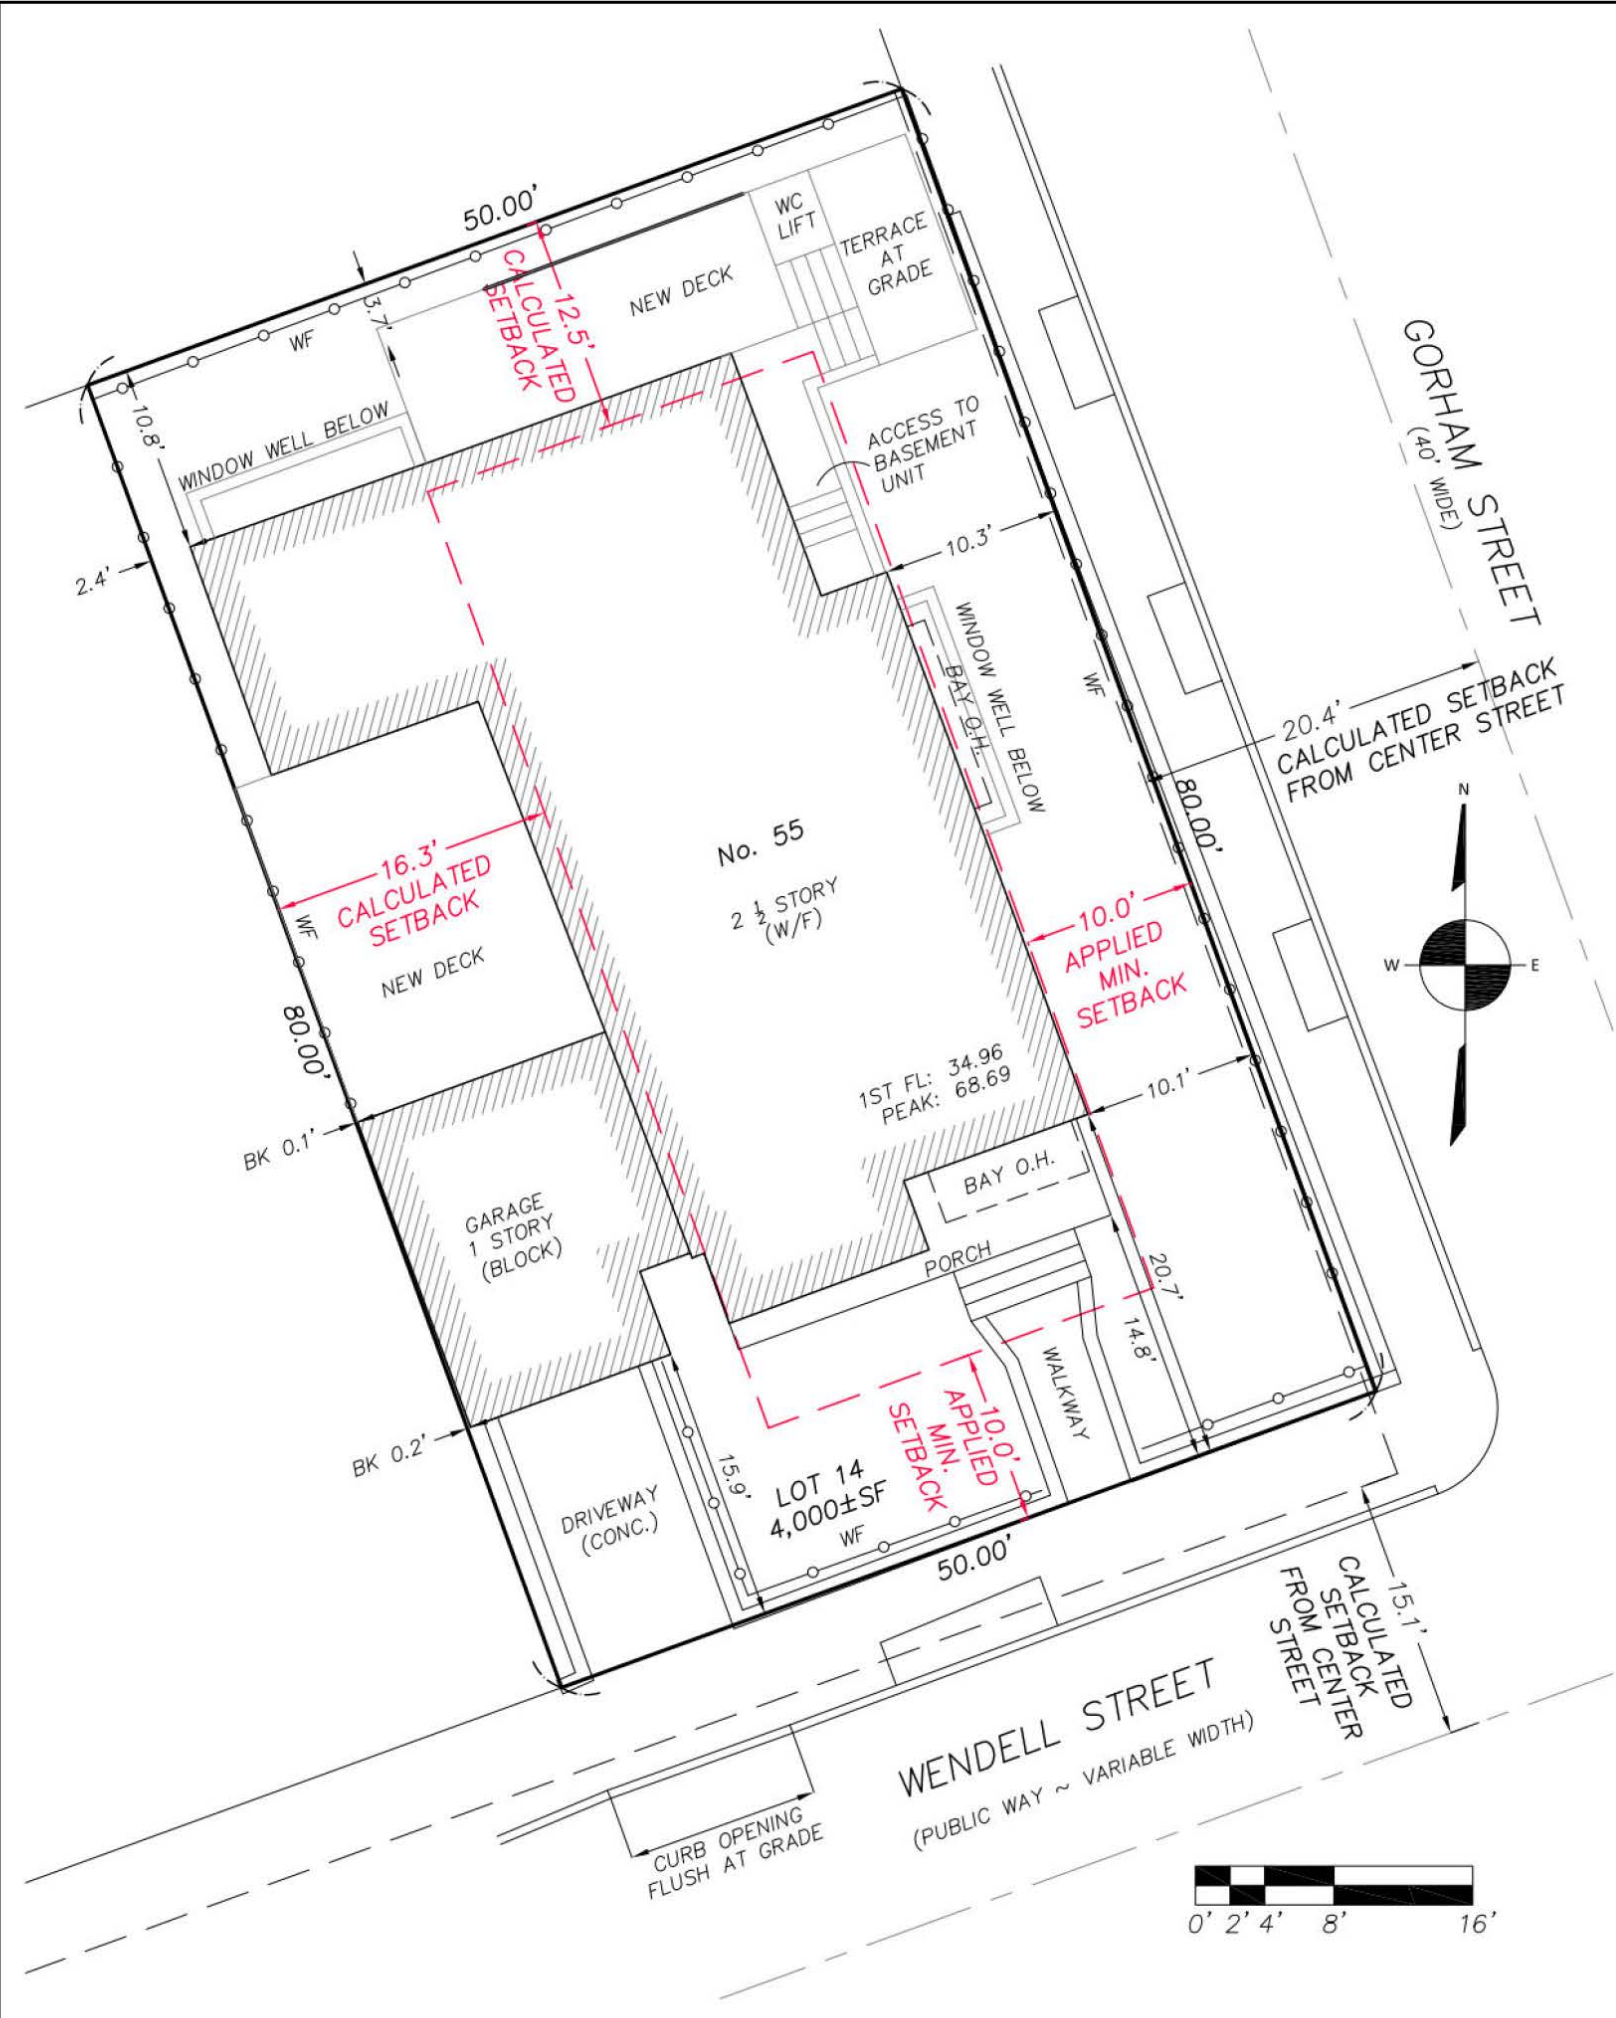 50.00'
WC
LIFT
TERRACE
AT
GRADE
NEW DECK
12.5'
CALCULATED
SETBACK
3.7'
WF
10.8'
WINDOW WELL BELOW
2.4'
ACCESS TO
BASEMENT
UNIT
10.3'
GORHAM STREET
(40' WIDE)
WINDOW WELL BELOW
BAY O.H.
WF
20.4'
CALCULATED SETBACK
FROM CENTER STREET
80.00'
N
W
E
No. 55
2 ½ STORY
(W/F)
16.3'
CALCULATED
SETBACK
WF
NEW DECK
80.00'
10.0'
APPLIED
MIN.
SETBACK
1ST FL: 34.96
PEAK: 68.69
10.1'
BK 0.1'
BAY O.H.
GARAGE
1 STORY
(BLOCK)
PORCH
20.7'
14.8'
WALKWAY
10.0'
APPLIED
MIN.
SETBACK
BK 0.2'
15.9'
LOT 14
4,000±SF
WF
DRIVEWAY
(CONC.)
50.00'
15.1'
CALCULATED
SETBACK
FROM CENTER
STREET
WENDELL STREET
(PUBLIC WAY ~ VARIABLE WIDTH)
CURB OPENING
FLUSH AT GRADE
0' 2' 4' 8' 16'